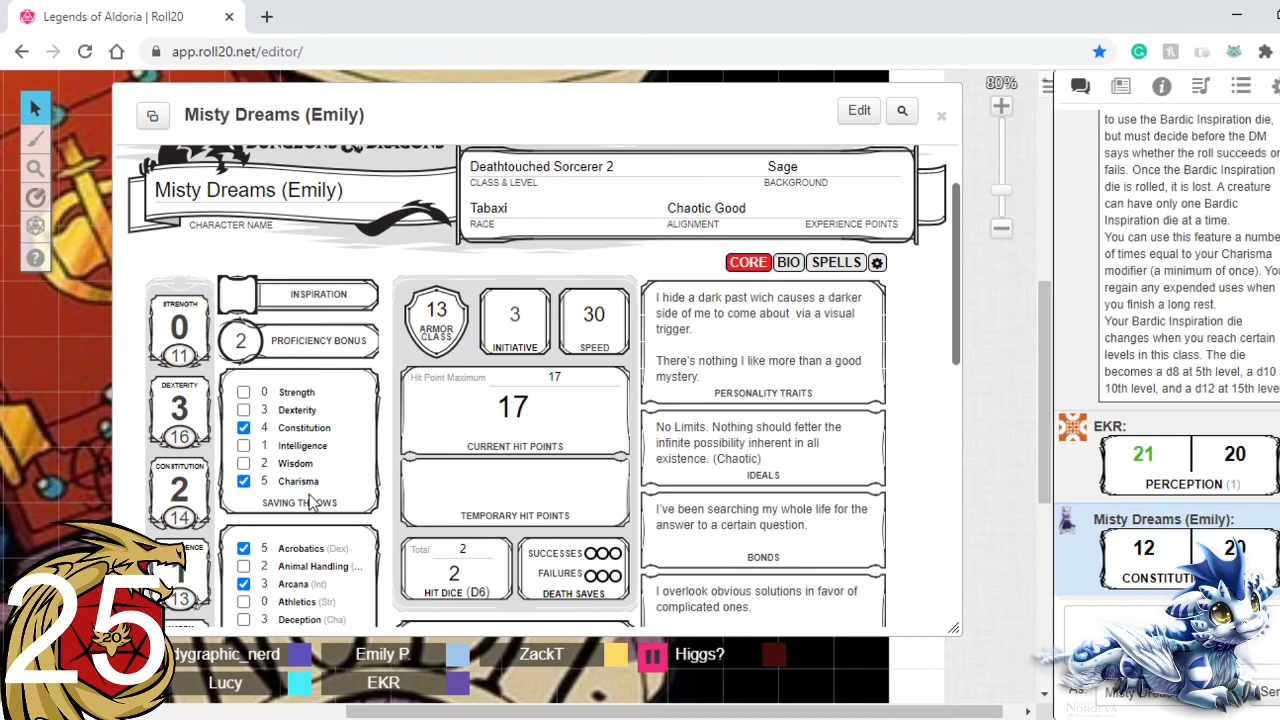 Legends of Aldoria | Roll20
app.roll20.net/editor/
Misty Dreams (Emily)
Edit
80%
DUNGEONS & DRAGONS
Misty Dreams (Emily)
CHARACTER NAME
Deathtouched Sorcerer 2
Sage
CLASS & LEVEL
BACKGROUND
Tabaxi
Chaotic Good
RACE
ALIGNMENT
EXPERIENCE POINTS
CORE
BIO
SPELLS
STRENGTH
0
11
DEXTERITY
3
16
CONSTITUTION
2
14
13
INSPIRATION
2 PROFICIENCY BONUS
0 Strength
3 Dexterity
4 Constitution
1 Intelligence
2 Wisdom
5 Charisma
SAVING THROWS
5 Acrobatics (Dex)
2 Animal Handling (...
3 Arcana (Int)
0 Athletics (Str)
3 Deception (Cha)
13
ARMOR
CLASS
3
INITIATIVE
30
SPEED
Hit Point Maximum 17
17
CURRENT HIT POINTS
TEMPORARY HIT POINTS
Total 2
2
HIT DICE (D6)
SUCCESSES
FAILURES
DEATH SAVES
I hide a dark past wich causes a darker
side of me to come about via a visual
trigger.
There's nothing I like more than a good
mystery.
PERSONALITY TRAITS
No Limits. Nothing should fetter the
infinite possibility inherent in all
existence. (Chaotic)
IDEALS
I've been searching my whole life for the
answer to a certain question.
BONDS
I overlook obvious solutions in favor of
complicated ones.
to use the Bardic Inspiration die,
but must decide before the DM
says whether the roll succeeds or
fails. Once the Bardic Inspiration
die is rolled, it is lost. A creature
can have only one Bardic
Inspiration die at a time.
You can use this feature a number
of times equal to your Charisma
modifier (a minimum of once). You
regain any expended uses when
you finish a long rest.
Your Bardic Inspiration die
changes when you reach certain
levels in this class. The die
becomes a d8 at 5th level, a d10 a
10th level, and a d12 at 15th level
EKR:
21
20
PERCEPTION (1)
Misty Dreams (Emily):
12
CONSTITUTI
As:
25
20
dygraphic_nerd
Emily P.
ZackT
Higgs?
Lucy
EKR